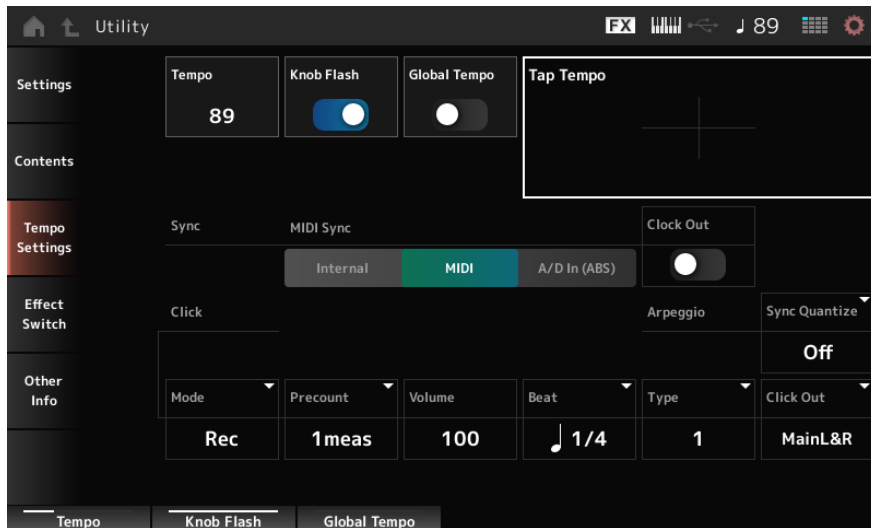 Utility FX 89
Settings
Contents
Tempo
Settings
Effect
Switch
Other
Info
Tempo Knob Flash Global Tempo Tap Tempo
89
Sync MIDI Sync Clock Out
Internal MIDI A/D In (ABS)
Click Arpeggio Sync Quantize
Off
Mode Precount Volume Beat Type Click Out
Rec 1meas 100 1/4 1 MainL&R
Tempo Knob Flash Global Tempo